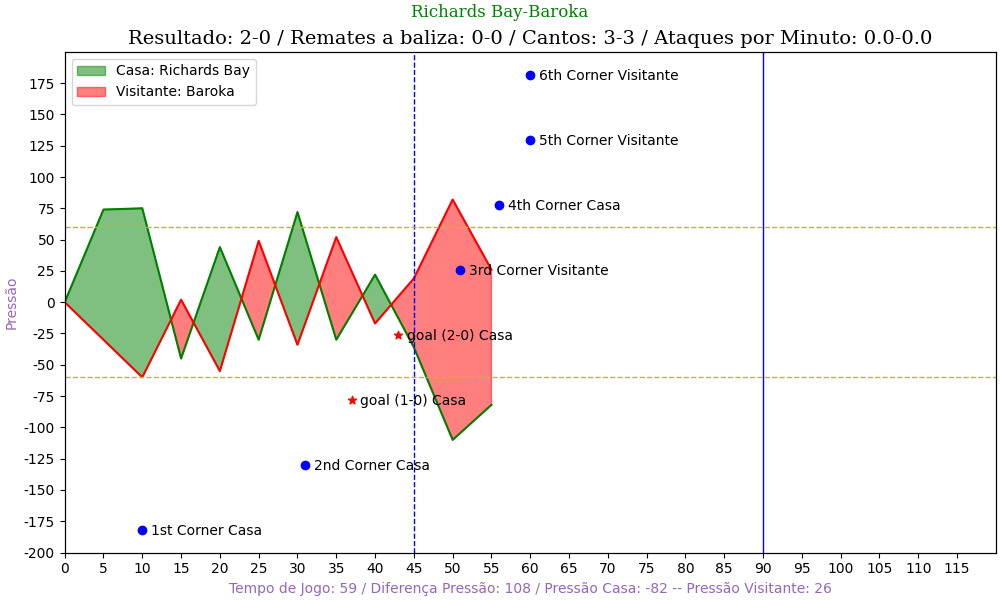 Richards Bay-Baroka
Resultado: 2-0 / Remates a baliza: 0-0 / Cantos: 3-3 / Ataques por Minuto: 0.0-0.0
Casa: Richards Bay
Visitante: Baroka
6th Corner Visitante
5th Corner Visitante
4th Corner Casa
3rd Corner Visitante
goal (2-0) Casa
goal (1-0) Casa
2nd Corner Casa
1st Corner Casa
Pressão
175
150
125
100
75
50
25
0
-25
-50
-75
-100
-125
-150
-175
-200
0 5 10 15 20 25 30 35 40 45 50 55 60 65 70 75 80 85 90 95 100 105 110 115
Tempo de Jogo: 59 / Diferença Pressão: 108 / Pressão Casa: -82 -- Pressão Visitante: 26